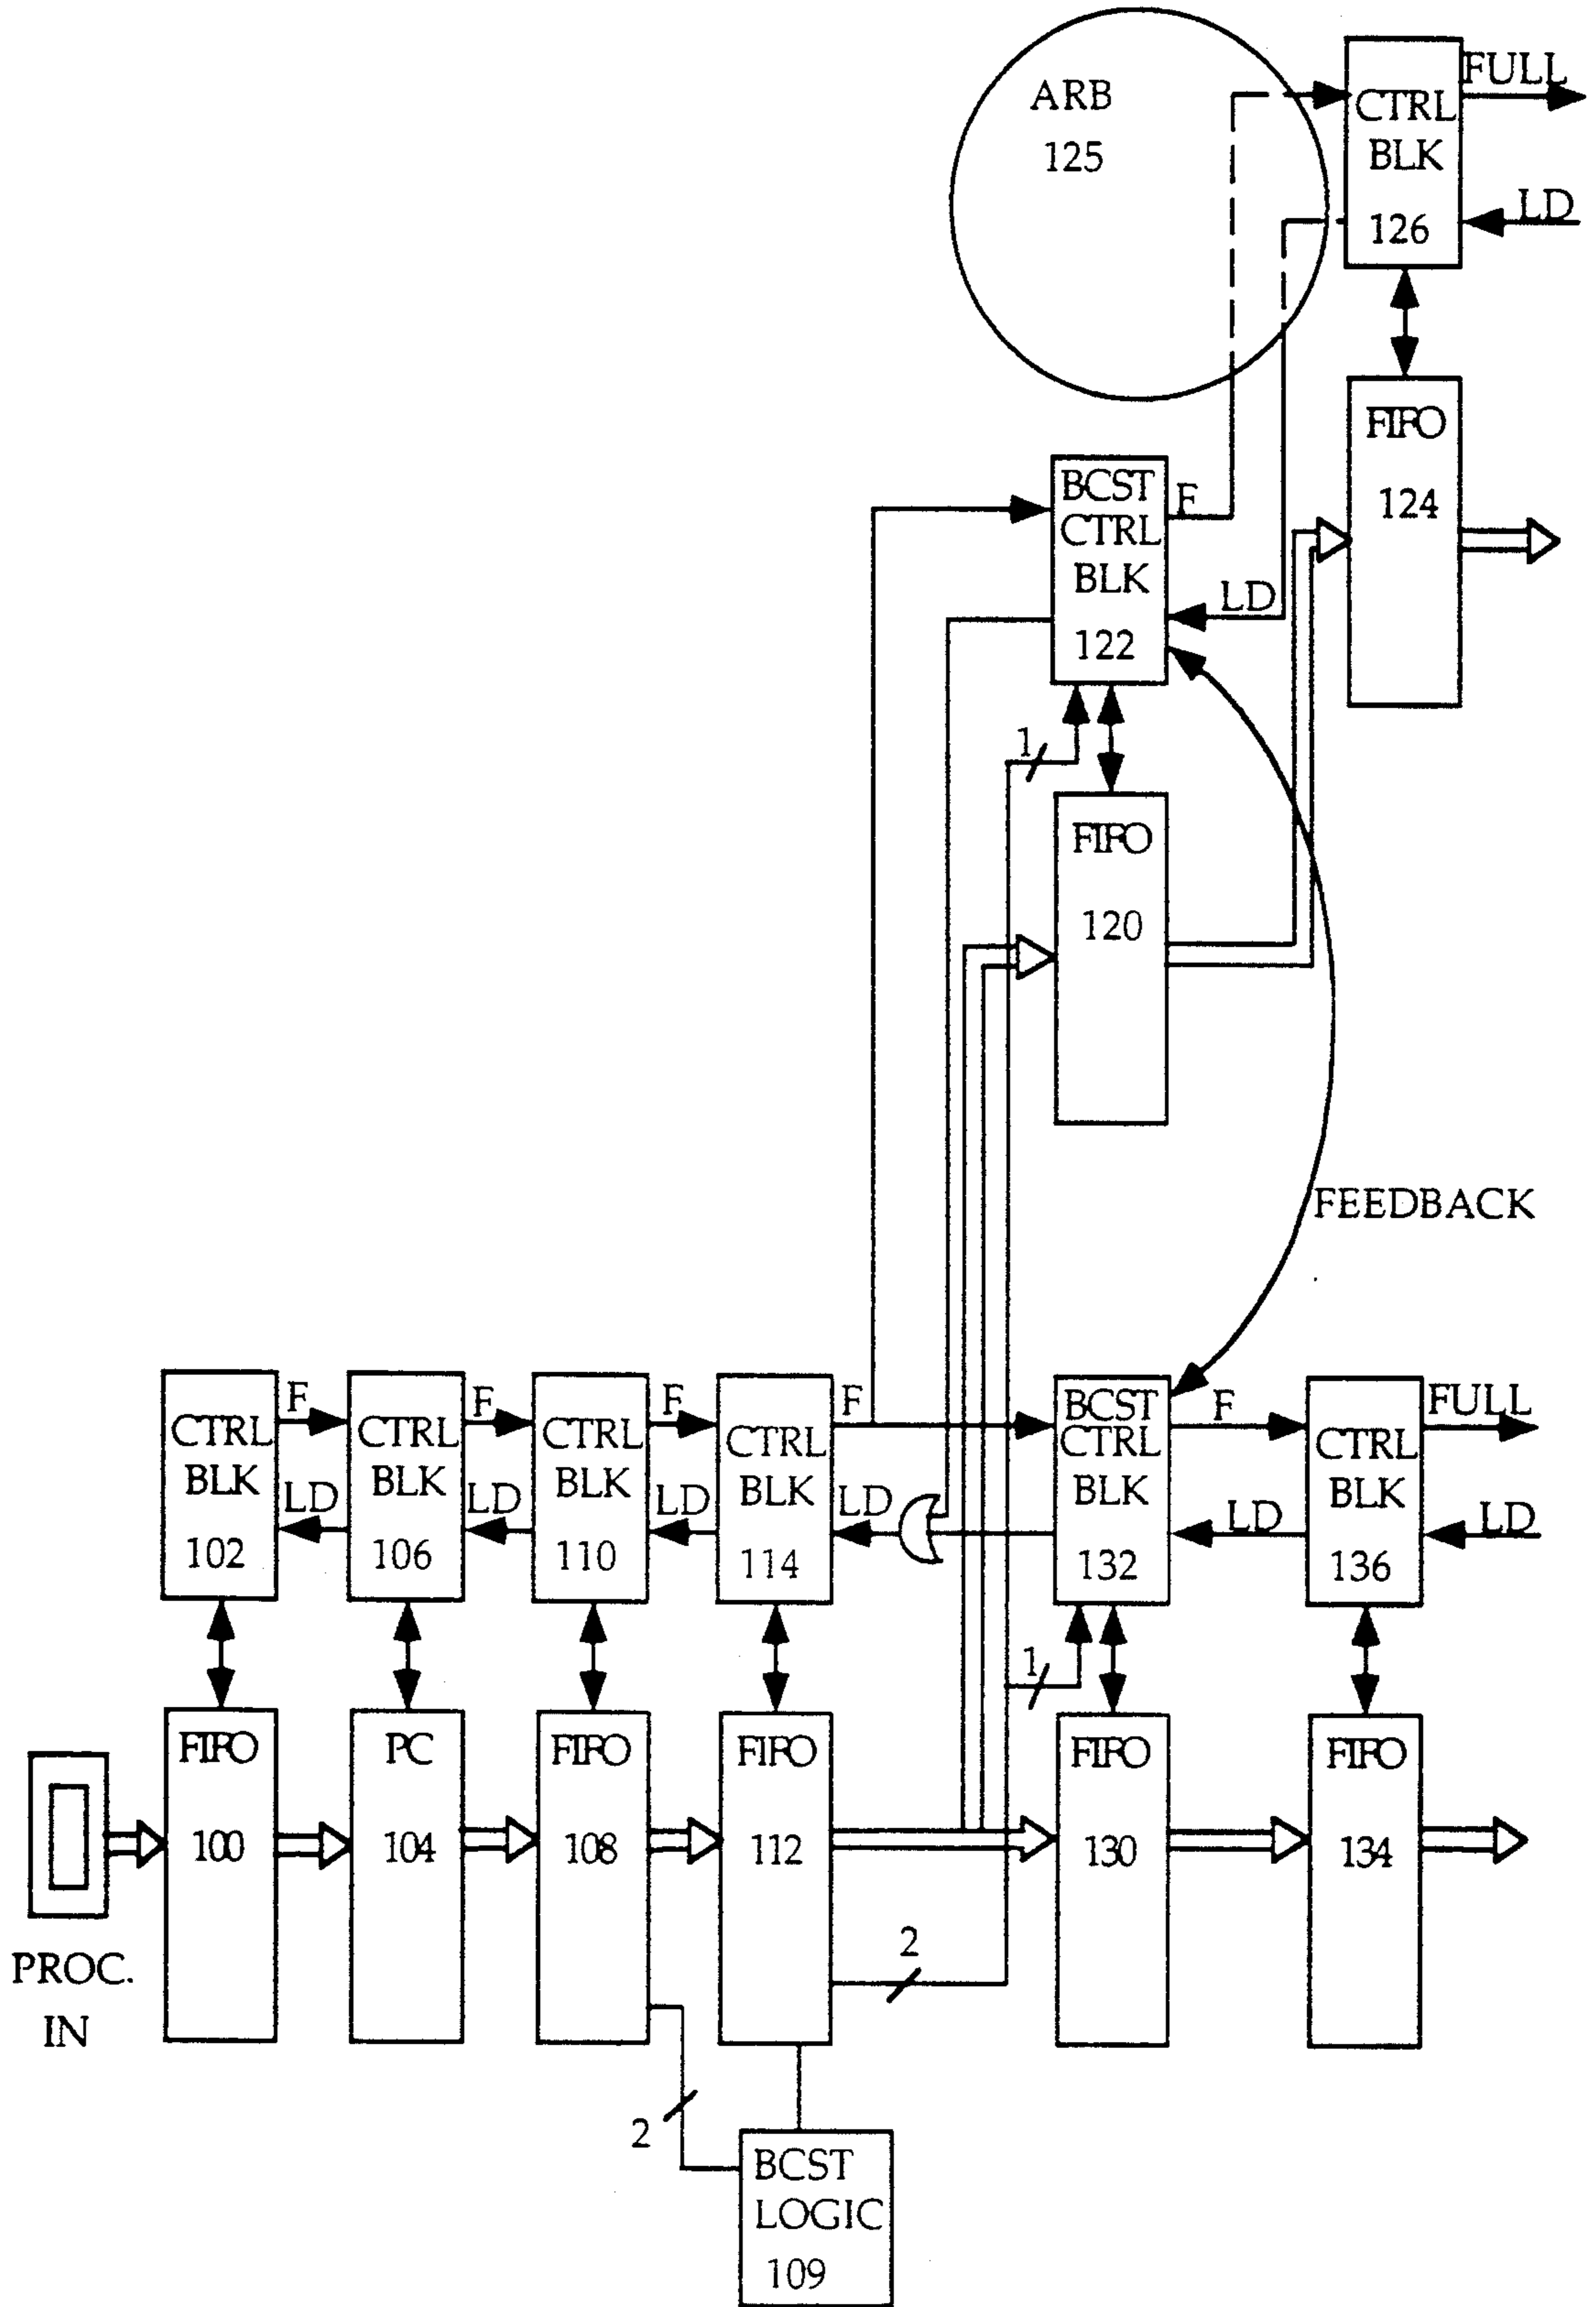 ARB
125
CTRL
BLK
126
FULL
LD
FIFO
124
BCST
CTRL
BLK
122
F
LD
1
FIFO
120
FEEDBACK
CTRL
BLK
102
F
LD
CTRL
BLK
106
F
LD
CTRL
BLK
110
F
LD
CTRL
BLK
114
F
LD
BCST
CTRL
BLK
132
F
LD
CTRL
BLK
136
FULL
LD
1
PROC.
IN
FIFO
100
PC
104
FIFO
108
FIFO
112
2
FIFO
130
FIFO
134
2
BCST
LOGIC
109